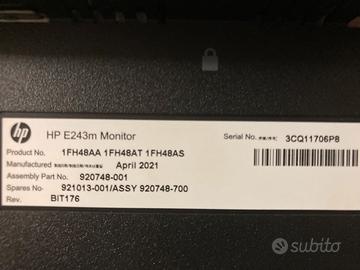 hp
HP E243m Monitor
Serial No. 3CQ11706P8
Product No. 1FH48AA 1FH48AT 1FH48AS
Manufactured April 2021
Assembly Part No. 920748-001
Spares No 921013-001/ASSY 920748-700
Rev. BIT176
subito